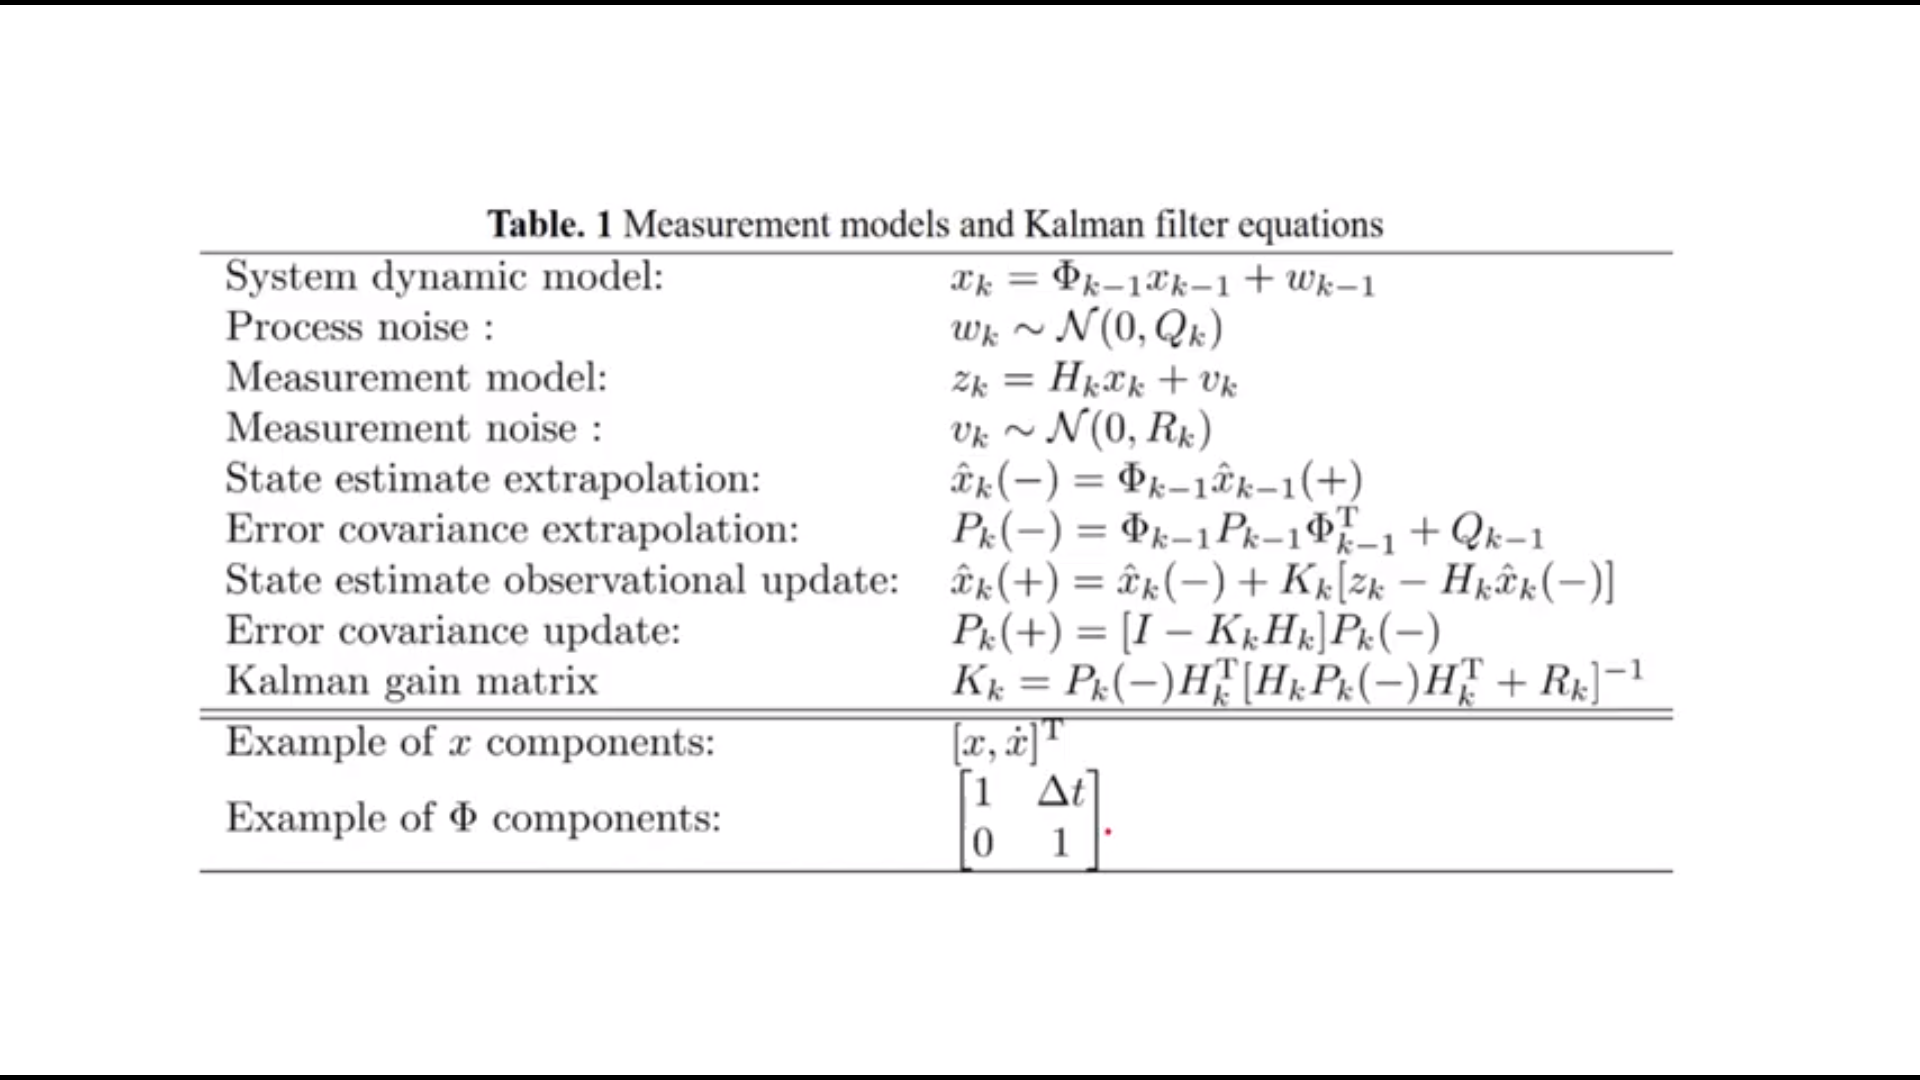 Table. 1 Measurement models and Kalman filter equations
System dynamic model: $x_k = \Phi_{k-1} x_{k-1} + w_{k-1}$
Process noise : $w_k \sim \mathcal{N}(0, Q_k)$
Measurement model: $z_k = H_k x_k + v_k$
Measurement noise : $v_k \sim \mathcal{N}(0, R_k)$
State estimate extrapolation: $\hat{x}_k(-) = \Phi_{k-1} \hat{x}_{k-1}(+)$
Error covariance extrapolation: $P_k(-) = \Phi_{k-1} P_{k-1} \Phi_{k-1}^{\mathrm{T}} + Q_{k-1}$
State estimate observational update: $\hat{x}_k(+) = \hat{x}_k(-) + K_k[z_k - H_k \hat{x}_k(-)]$
Error covariance update: $P_k(+) = [I - K_k H_k] P_k(-)$
Kalman gain matrix $K_k = P_k(-) H_k^{\mathrm{T}} [H_k P_k(-) H_k^{\mathrm{T}} + R_k]^{-1}$
Example of $x$ components: $[x, \dot{x}]^{\mathrm{T}}$
Example of $\Phi$ components: $\begin{bmatrix} 1 & \Delta t \\ 0 & 1 \end{bmatrix}$